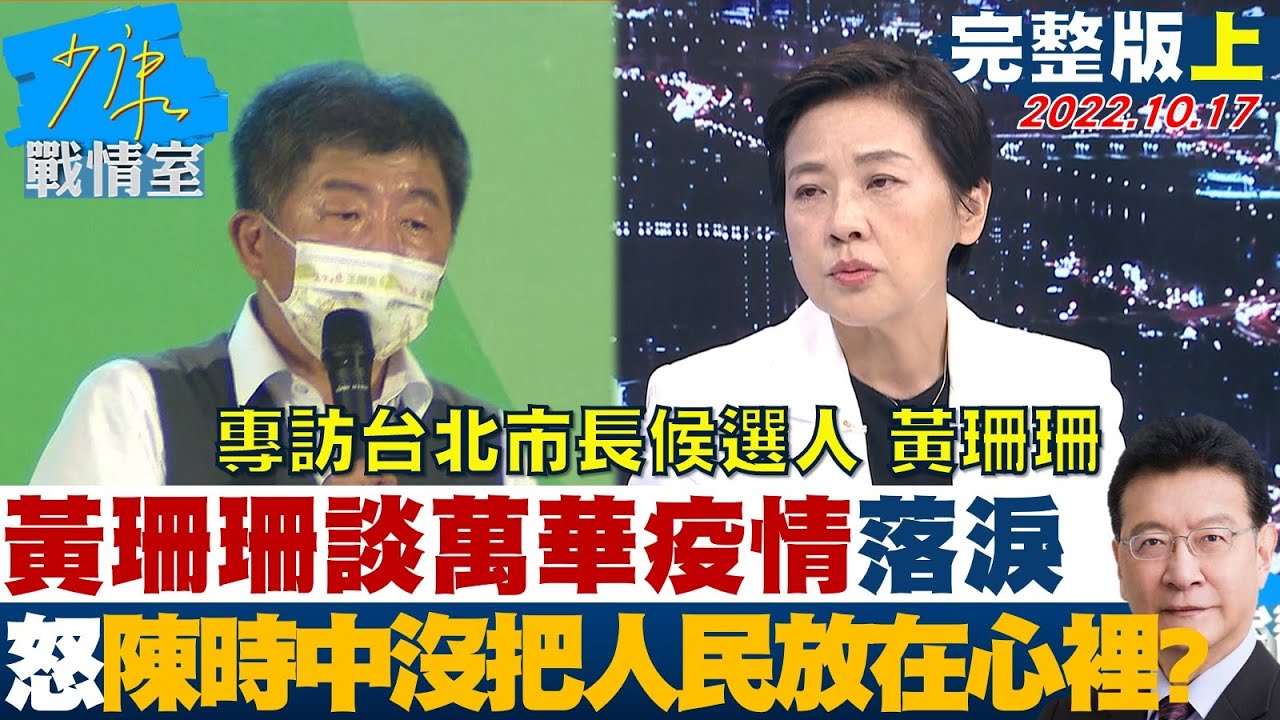 少康
戰情室
完整版上
2022.10.17
專訪台北市長候選人 黃珊珊
黃珊珊談萬華疫情落淚
怒陳時中沒把人民放在心裡?